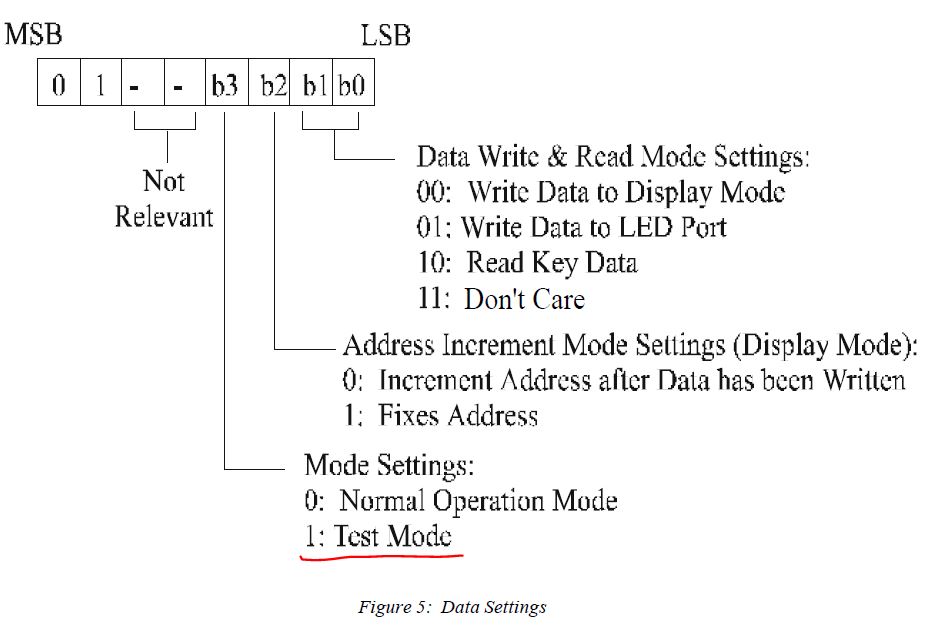 MSB LSB
0 1 - - b3 b2 b1 b0
Not
Relevant
Data Write & Read Mode Settings:
00: Write Data to Display Mode
01: Write Data to LED Port
10: Read Key Data
11: Don't Care
Address Increment Mode Settings (Display Mode):
0: Increment Address after Data has been Written
1: Fixes Address
Mode Settings:
0: Normal Operation Mode
1: Test Mode
Figure 5: Data Settings